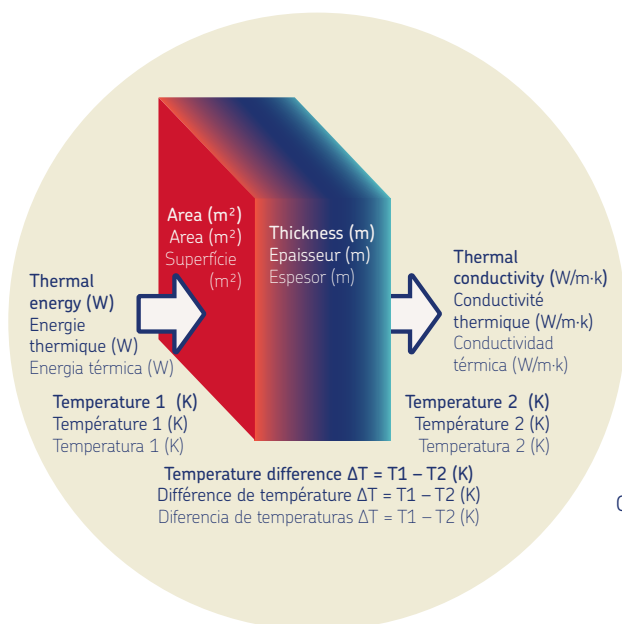 Area (m²)
Area (m²)
Superfície
(m²)
Thickness (m)
Epaisseur (m)
Espesor (m)
Thermal
energy (W)
Energie
thermique (W)
Energia térmica (W)
Thermal
conductivity (W/m·k)
Conductivité
thermique (W/m·k)
Conductividad
térmica (W/m·k)
Temperature 1 (K)
Température 1 (K)
Temperatura 1 (K)
Temperature 2 (K)
Température 2 (K)
Temperatura 2 (K)
Temperature difference ΔT = T1 – T2 (K)
Différence de température ΔT = T1 – T2 (K)
Diferencia de temperaturas ΔT = T1 – T2 (K)